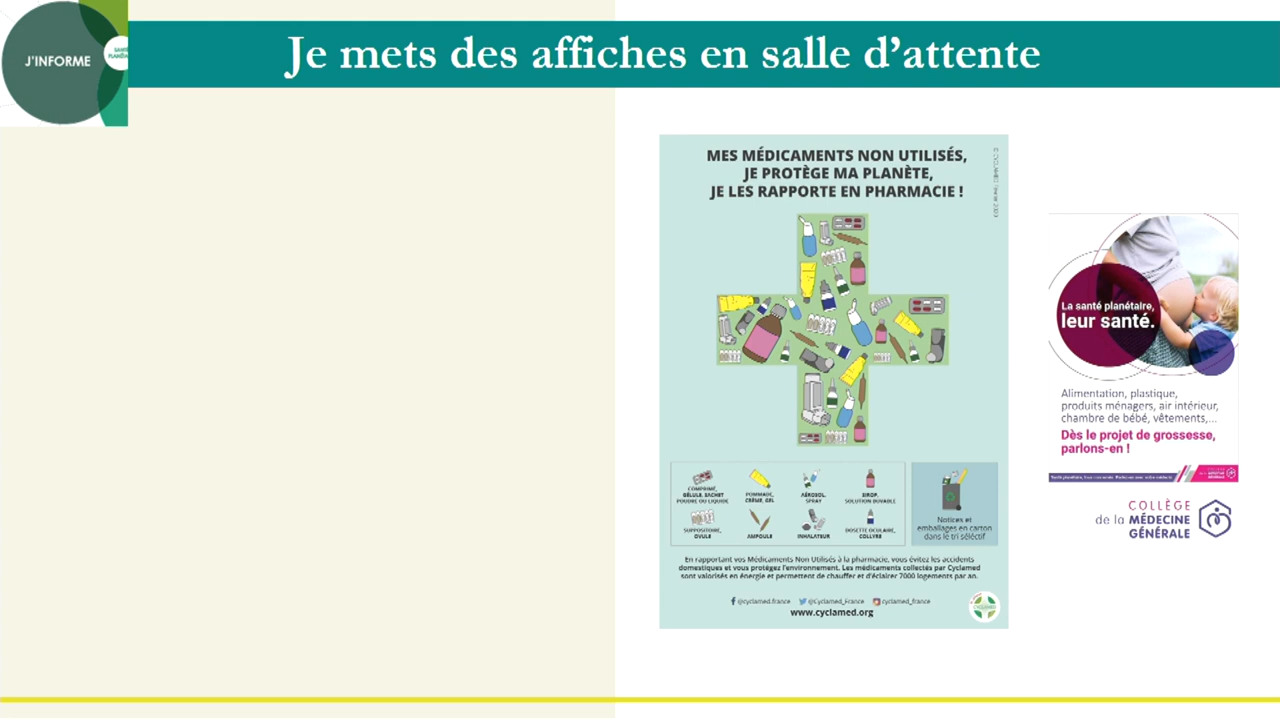 J'INFORME
SANTÉ
Je mets des affiches en salle d'attente
MES MÉDICAMENTS NON UTILISÉS,
JE PROTÈGE MA PLANÈTE,
JE LES RAPPORTE EN PHARMACIE !
COMPRIMÉ,
GÉLULE, SACHET
POUDRE OU LIQUIDE
POMMADE,
CRÈME, GEL
AÉROSOL,
SPRAY
SIROP,
SOLUTION BUVABLE
SUPPOSITOIRE,
OVULE
AMPOULE
INHALATEUR
DOSETTE OCULAIRE,
COLLYRE
Notices et
emballages en carton
dans le tri sélectif
En rapportant vos Médicaments Non Utilisés à la pharmacie, vous évitez les accidents
domestiques et vous protégez l'environnement. Les médicaments collectés par Cyclamed
sont valorisés en énergie et permettent de chauffer et d'éclairer 7000 logements par an.
@cyclamed.france @Cyclamed_France cyclamed_france
www.cyclamed.org
CYCLAMED
La santé planétaire,
leur santé.
Alimentation, plastique,
produits ménagers, air intérieur,
chambre de bébé, vêtements,...
Dès le projet de grossesse,
parlons-en !
COLLÈGE
de la MÉDECINE
GÉNÉRALE